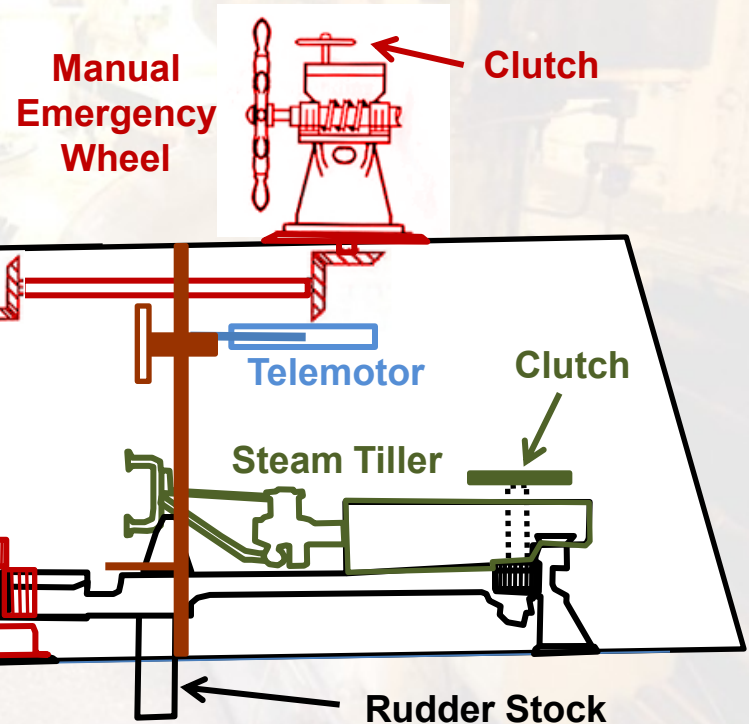 Manual
Emergency
Wheel
Clutch
Telemotor
Clutch
Steam Tiller
Rudder Stock